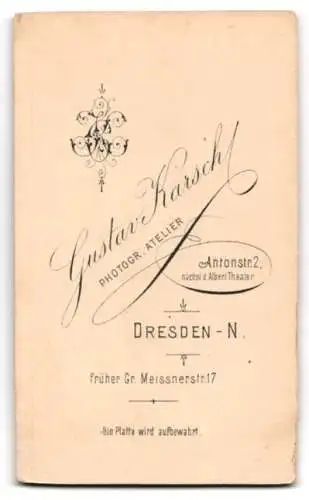 Gustav Karsch
PHOTOGR. ATELIER
Antonstr. 2,
nächst d. Albert Theater
DRESDEN - N.
früher Gr. Meissnerstr. 17
Die Platte wird aufbewahrt.